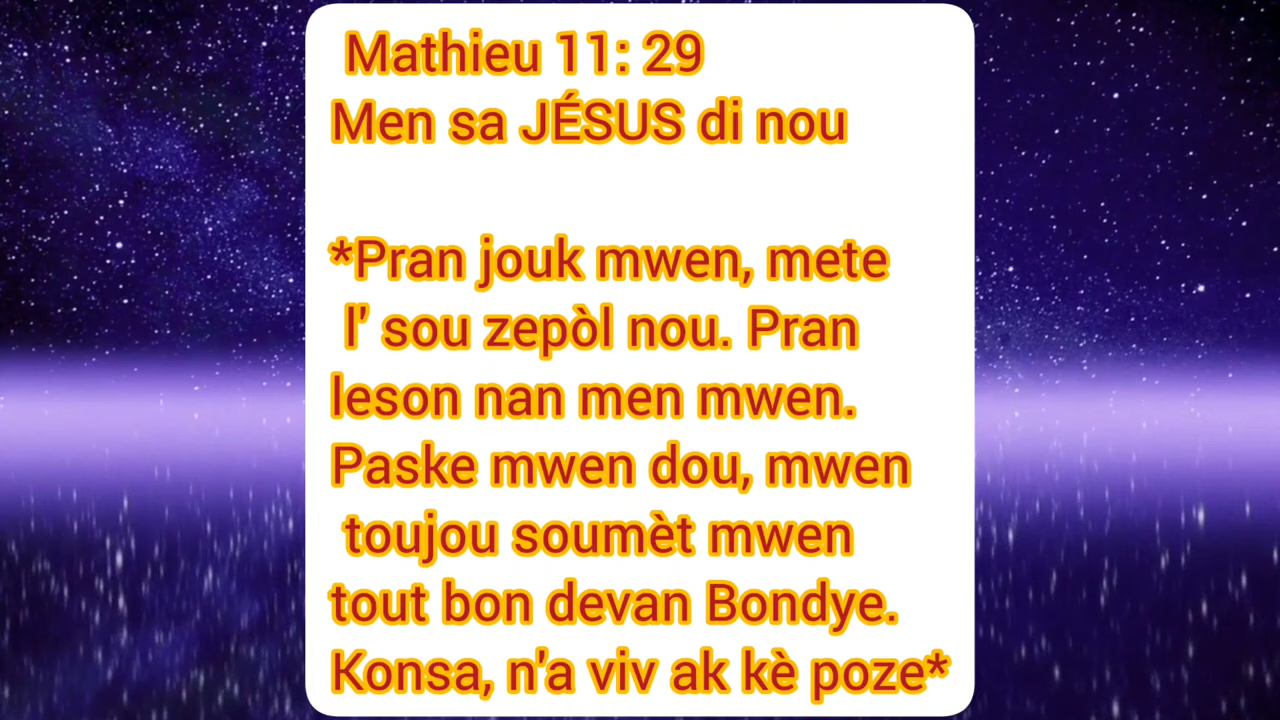 Mathieu 11: 29
Men sa JÉSUS di nou
*Pran jouk mwen, mete
l' sou zepòl nou. Pran
leson nan men mwen.
Paske mwen dou, mwen
toujou soumèt mwen
tout bon devan Bondye.
Konsa, n'a viv ak kè poze*